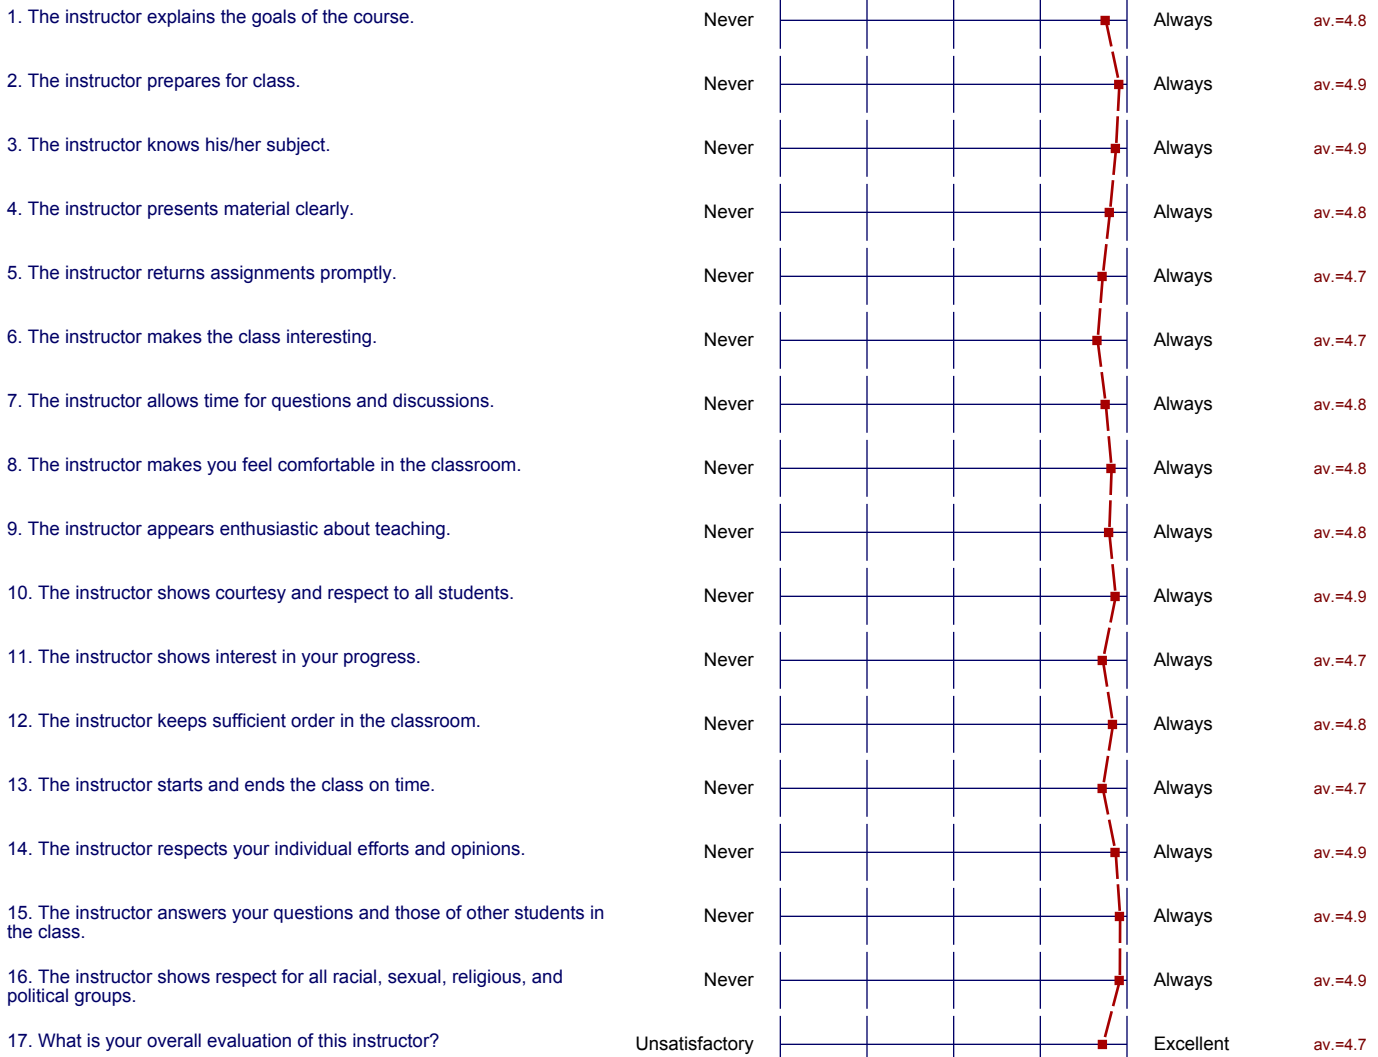 1. The instructor explains the goals of the course. Never Always av.=4.8
2. The instructor prepares for class. Never Always av.=4.9
3. The instructor knows his/her subject. Never Always av.=4.9
4. The instructor presents material clearly. Never Always av.=4.8
5. The instructor returns assignments promptly. Never Always av.=4.7
6. The instructor makes the class interesting. Never Always av.=4.7
7. The instructor allows time for questions and discussions. Never Always av.=4.8
8. The instructor makes you feel comfortable in the classroom. Never Always av.=4.8
9. The instructor appears enthusiastic about teaching. Never Always av.=4.8
10. The instructor shows courtesy and respect to all students. Never Always av.=4.9
11. The instructor shows interest in your progress. Never Always av.=4.7
12. The instructor keeps sufficient order in the classroom. Never Always av.=4.8
13. The instructor starts and ends the class on time. Never Always av.=4.7
14. The instructor respects your individual efforts and opinions. Never Always av.=4.9
15. The instructor answers your questions and those of other students in Never Always av.=4.9
the class.
16. The instructor shows respect for all racial, sexual, religious, and Never Always av.=4.9
political groups.
17. What is your overall evaluation of this instructor? Unsatisfactory Excellent av.=4.7